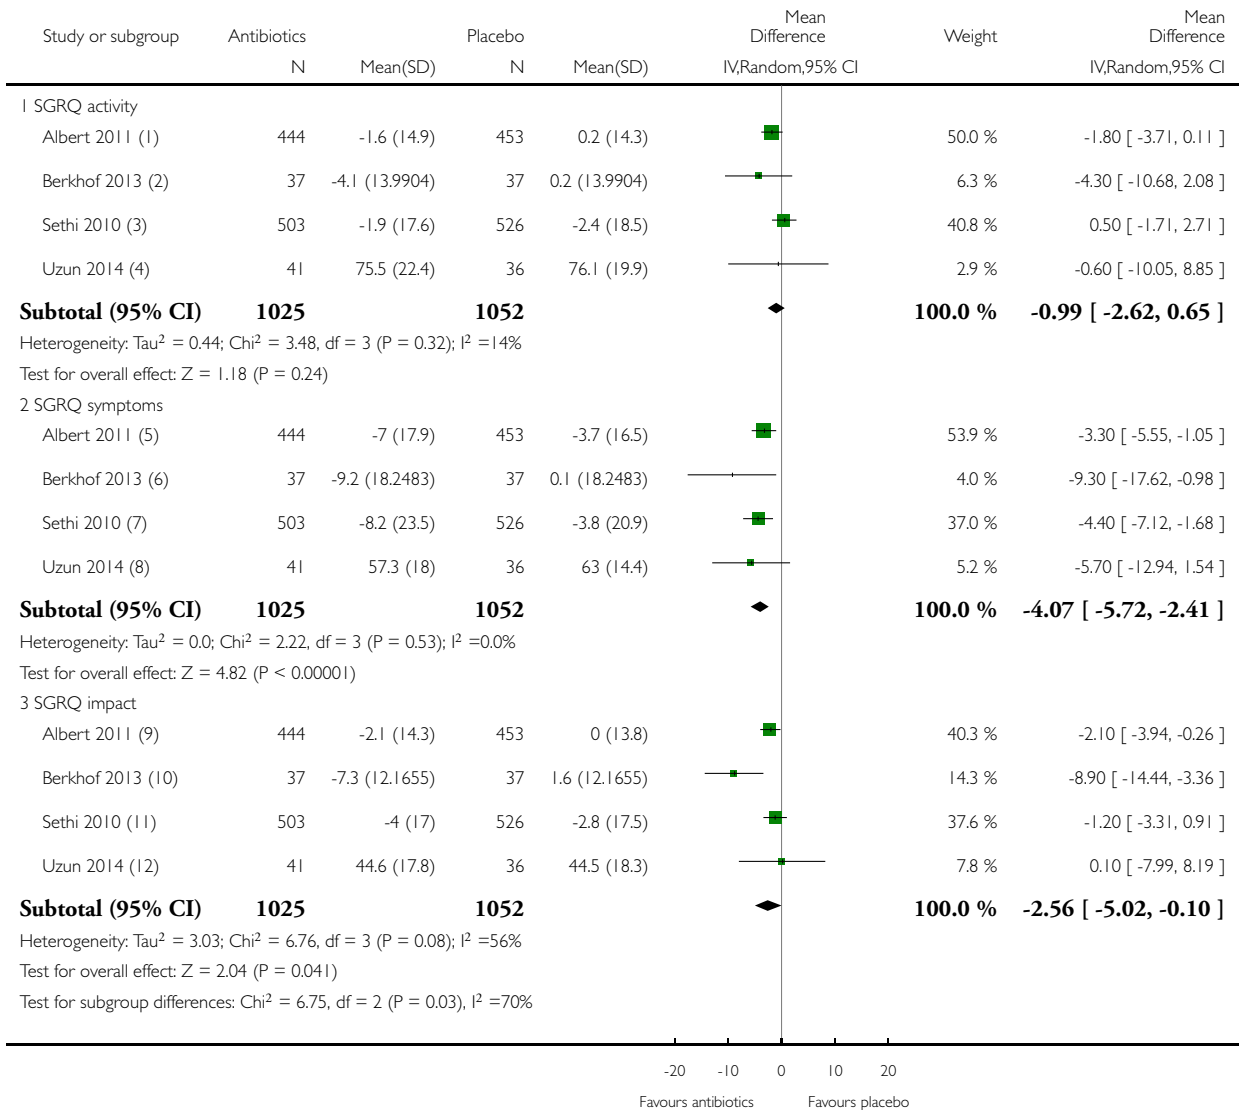 Study or subgroup Antibiotics Placebo Mean Difference Weight Mean Difference
N Mean(SD) N Mean(SD) IV,Random,95% CI IV,Random,95% CI
1 SGRQ activity
Albert 2011 (1) 444 -1.6 (14.9) 453 0.2 (14.3) 50.0 % -1.80 [ -3.71, 0.11 ]
Berkhof 2013 (2) 37 -4.1 (13.9904) 37 0.2 (13.9904) 6.3 % -4.30 [ -10.68, 2.08 ]
Sethi 2010 (3) 503 -1.9 (17.6) 526 -2.4 (18.5) 40.8 % 0.50 [ -1.71, 2.71 ]
Uzun 2014 (4) 41 75.5 (22.4) 36 76.1 (19.9) 2.9 % -0.60 [ -10.05, 8.85 ]
Subtotal (95% CI) 1025 1052 100.0 % -0.99 [ -2.62, 0.65 ]
Heterogeneity: Tau² = 0.44; Chi² = 3.48, df = 3 (P = 0.32); I² =14%
Test for overall effect: Z = 1.18 (P = 0.24)
2 SGRQ symptoms
Albert 2011 (5) 444 -7 (17.9) 453 -3.7 (16.5) 53.9 % -3.30 [ -5.55, -1.05 ]
Berkhof 2013 (6) 37 -9.2 (18.2483) 37 0.1 (18.2483) 4.0 % -9.30 [ -17.62, -0.98 ]
Sethi 2010 (7) 503 -8.2 (23.5) 526 -3.8 (20.9) 37.0 % -4.40 [ -7.12, -1.68 ]
Uzun 2014 (8) 41 57.3 (18) 36 63 (14.4) 5.2 % -5.70 [ -12.94, 1.54 ]
Subtotal (95% CI) 1025 1052 100.0 % -4.07 [ -5.72, -2.41 ]
Heterogeneity: Tau² = 0.0; Chi² = 2.22, df = 3 (P = 0.53); I² =0.0%
Test for overall effect: Z = 4.82 (P < 0.00001)
3 SGRQ impact
Albert 2011 (9) 444 -2.1 (14.3) 453 0 (13.8) 40.3 % -2.10 [ -3.94, -0.26 ]
Berkhof 2013 (10) 37 -7.3 (12.1655) 37 1.6 (12.1655) 14.3 % -8.90 [ -14.44, -3.36 ]
Sethi 2010 (11) 503 -4 (17) 526 -2.8 (17.5) 37.6 % -1.20 [ -3.31, 0.91 ]
Uzun 2014 (12) 41 44.6 (17.8) 36 44.5 (18.3) 7.8 % 0.10 [ -7.99, 8.19 ]
Subtotal (95% CI) 1025 1052 100.0 % -2.56 [ -5.02, -0.10 ]
Heterogeneity: Tau² = 3.03; Chi² = 6.76, df = 3 (P = 0.08); I² =56%
Test for overall effect: Z = 2.04 (P = 0.041)
Test for subgroup differences: Chi² = 6.75, df = 2 (P = 0.03), I² =70%
-20 -10 0 10 20
Favours antibiotics Favours placebo